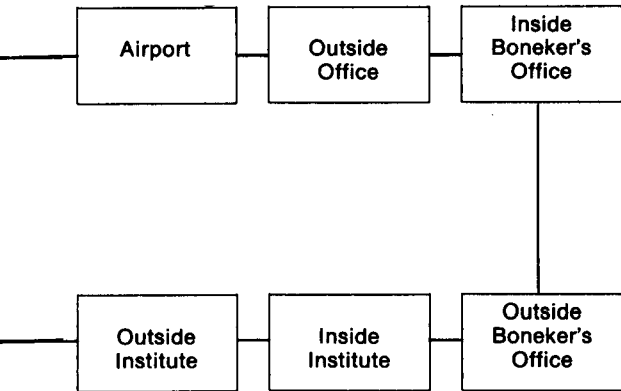 Airport
Outside
Office
Inside
Boneker's
Office
Outside
Institute
Inside
Institute
Outside
Boneker's
Office